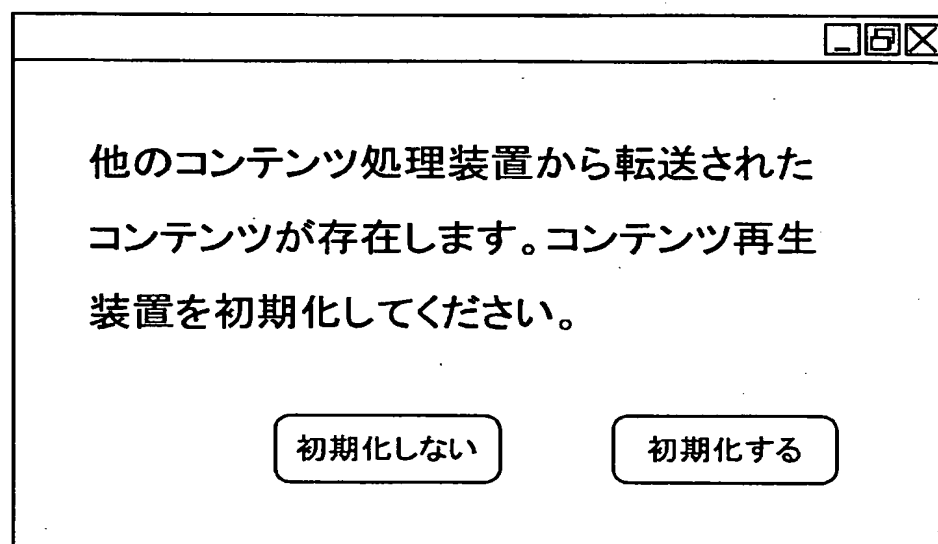 他のコンテンツ処理装置から転送された
コンテンツが存在します。コンテンツ再生
装置を初期化してください。
初期化しない 初期化する